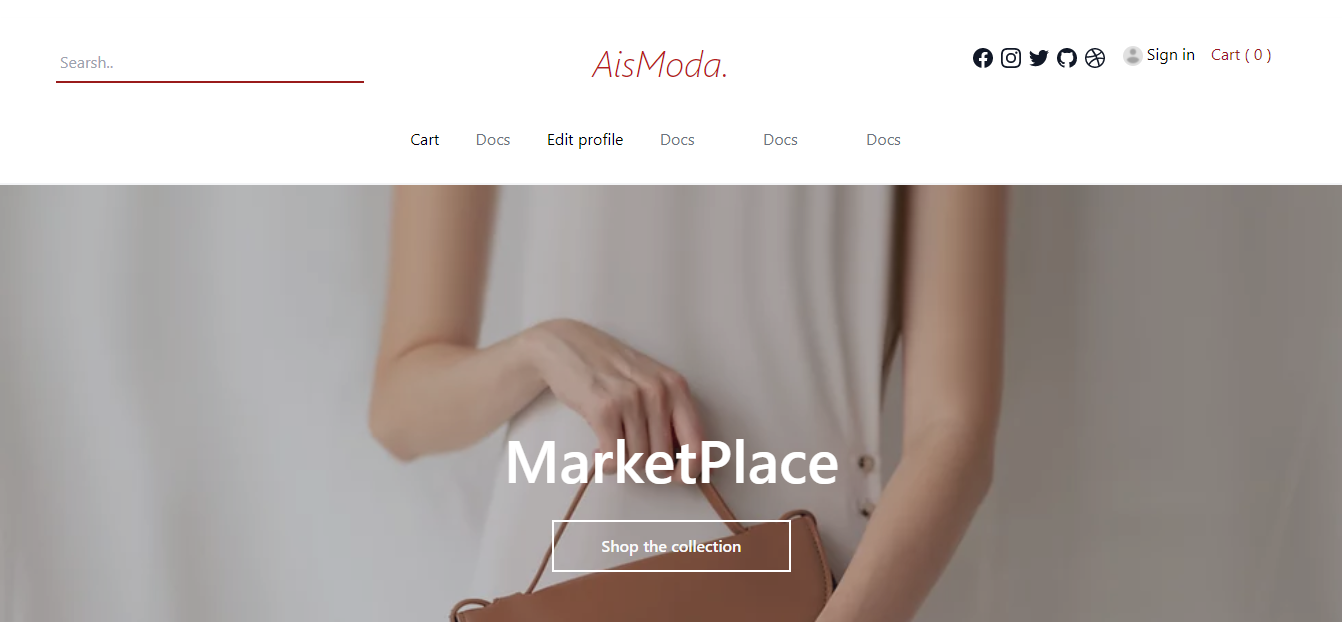 Searsh..
AisModa.
Sign in
Cart ( 0 )
Cart
Docs
Edit profile
Docs
Docs
Docs
MarketPlace
Shop the collection